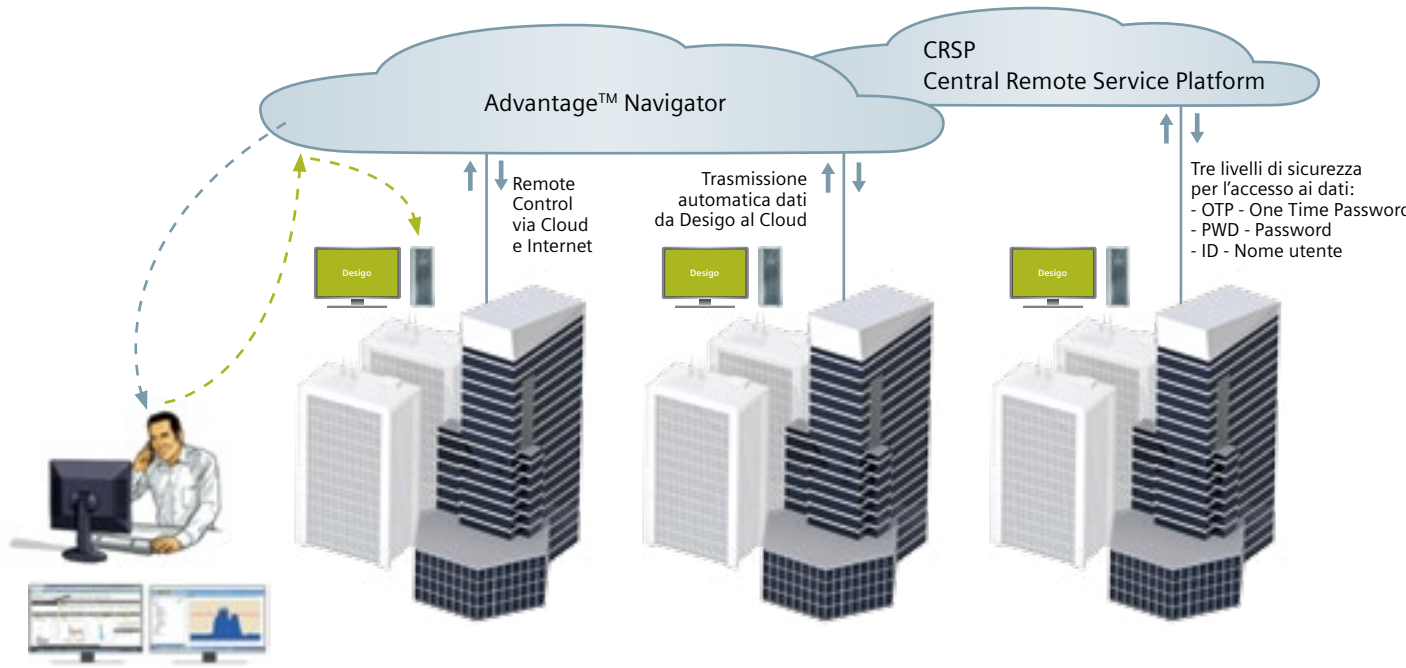 CRSP
Central Remote Service Platform
Advantage™ Navigator
Remote
Control
via Cloud
e Internet
Trasmissione
automatica dati
da Desigo al Cloud
Tre livelli di sicurezza
per l'accesso ai dati:
- OTP - One Time Password
- PWD - Password
- ID - Nome utente
Desigo
Desigo
Desigo